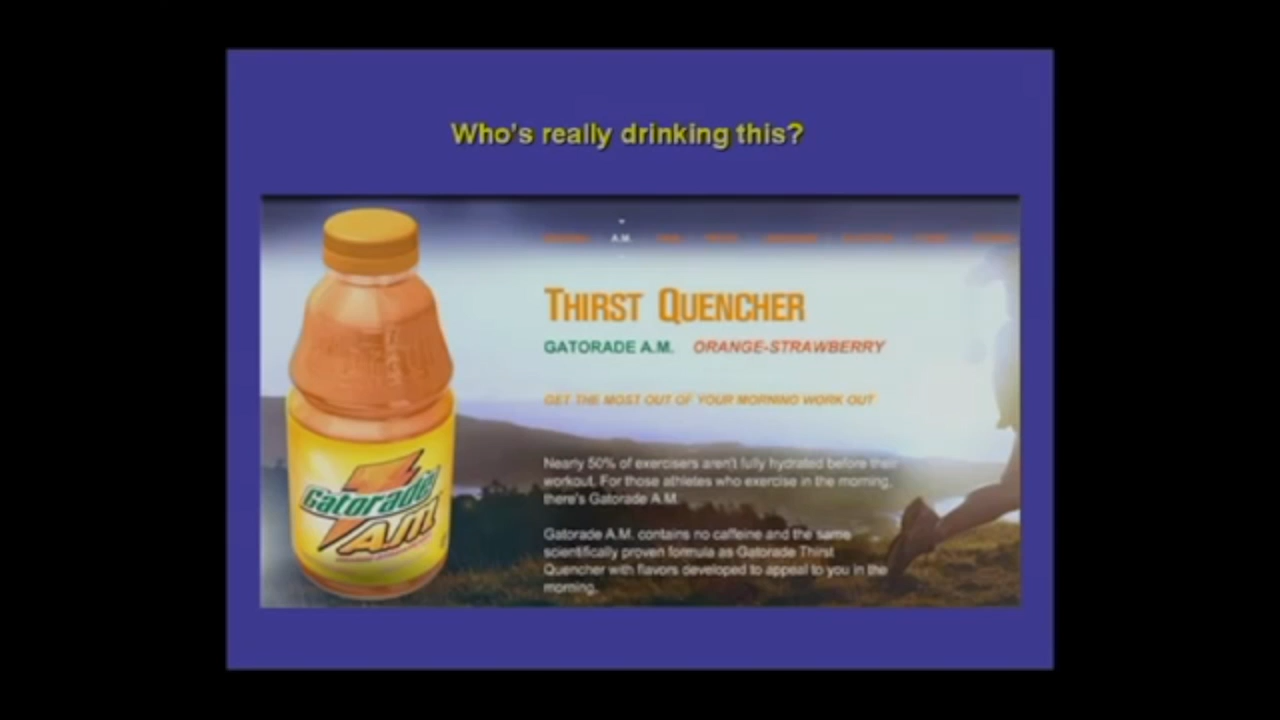 Who's really drinking this?
A.M.
THIRST QUENCHER
GATORADE A.M. ORANGE-STRAWBERRY
GET THE MOST OUT OF YOUR MORNING WORK OUT
Nearly 50% of exercisers aren't fully hydrated before their
workout. For those athletes who exercise in the morning,
there's Gatorade A.M.
Gatorade A.M. contains no caffeine and the same
scientifically proven formula as Gatorade Thirst
Quencher with flavors developed to appeal to you in the
morning.
Gatorade
A.M.